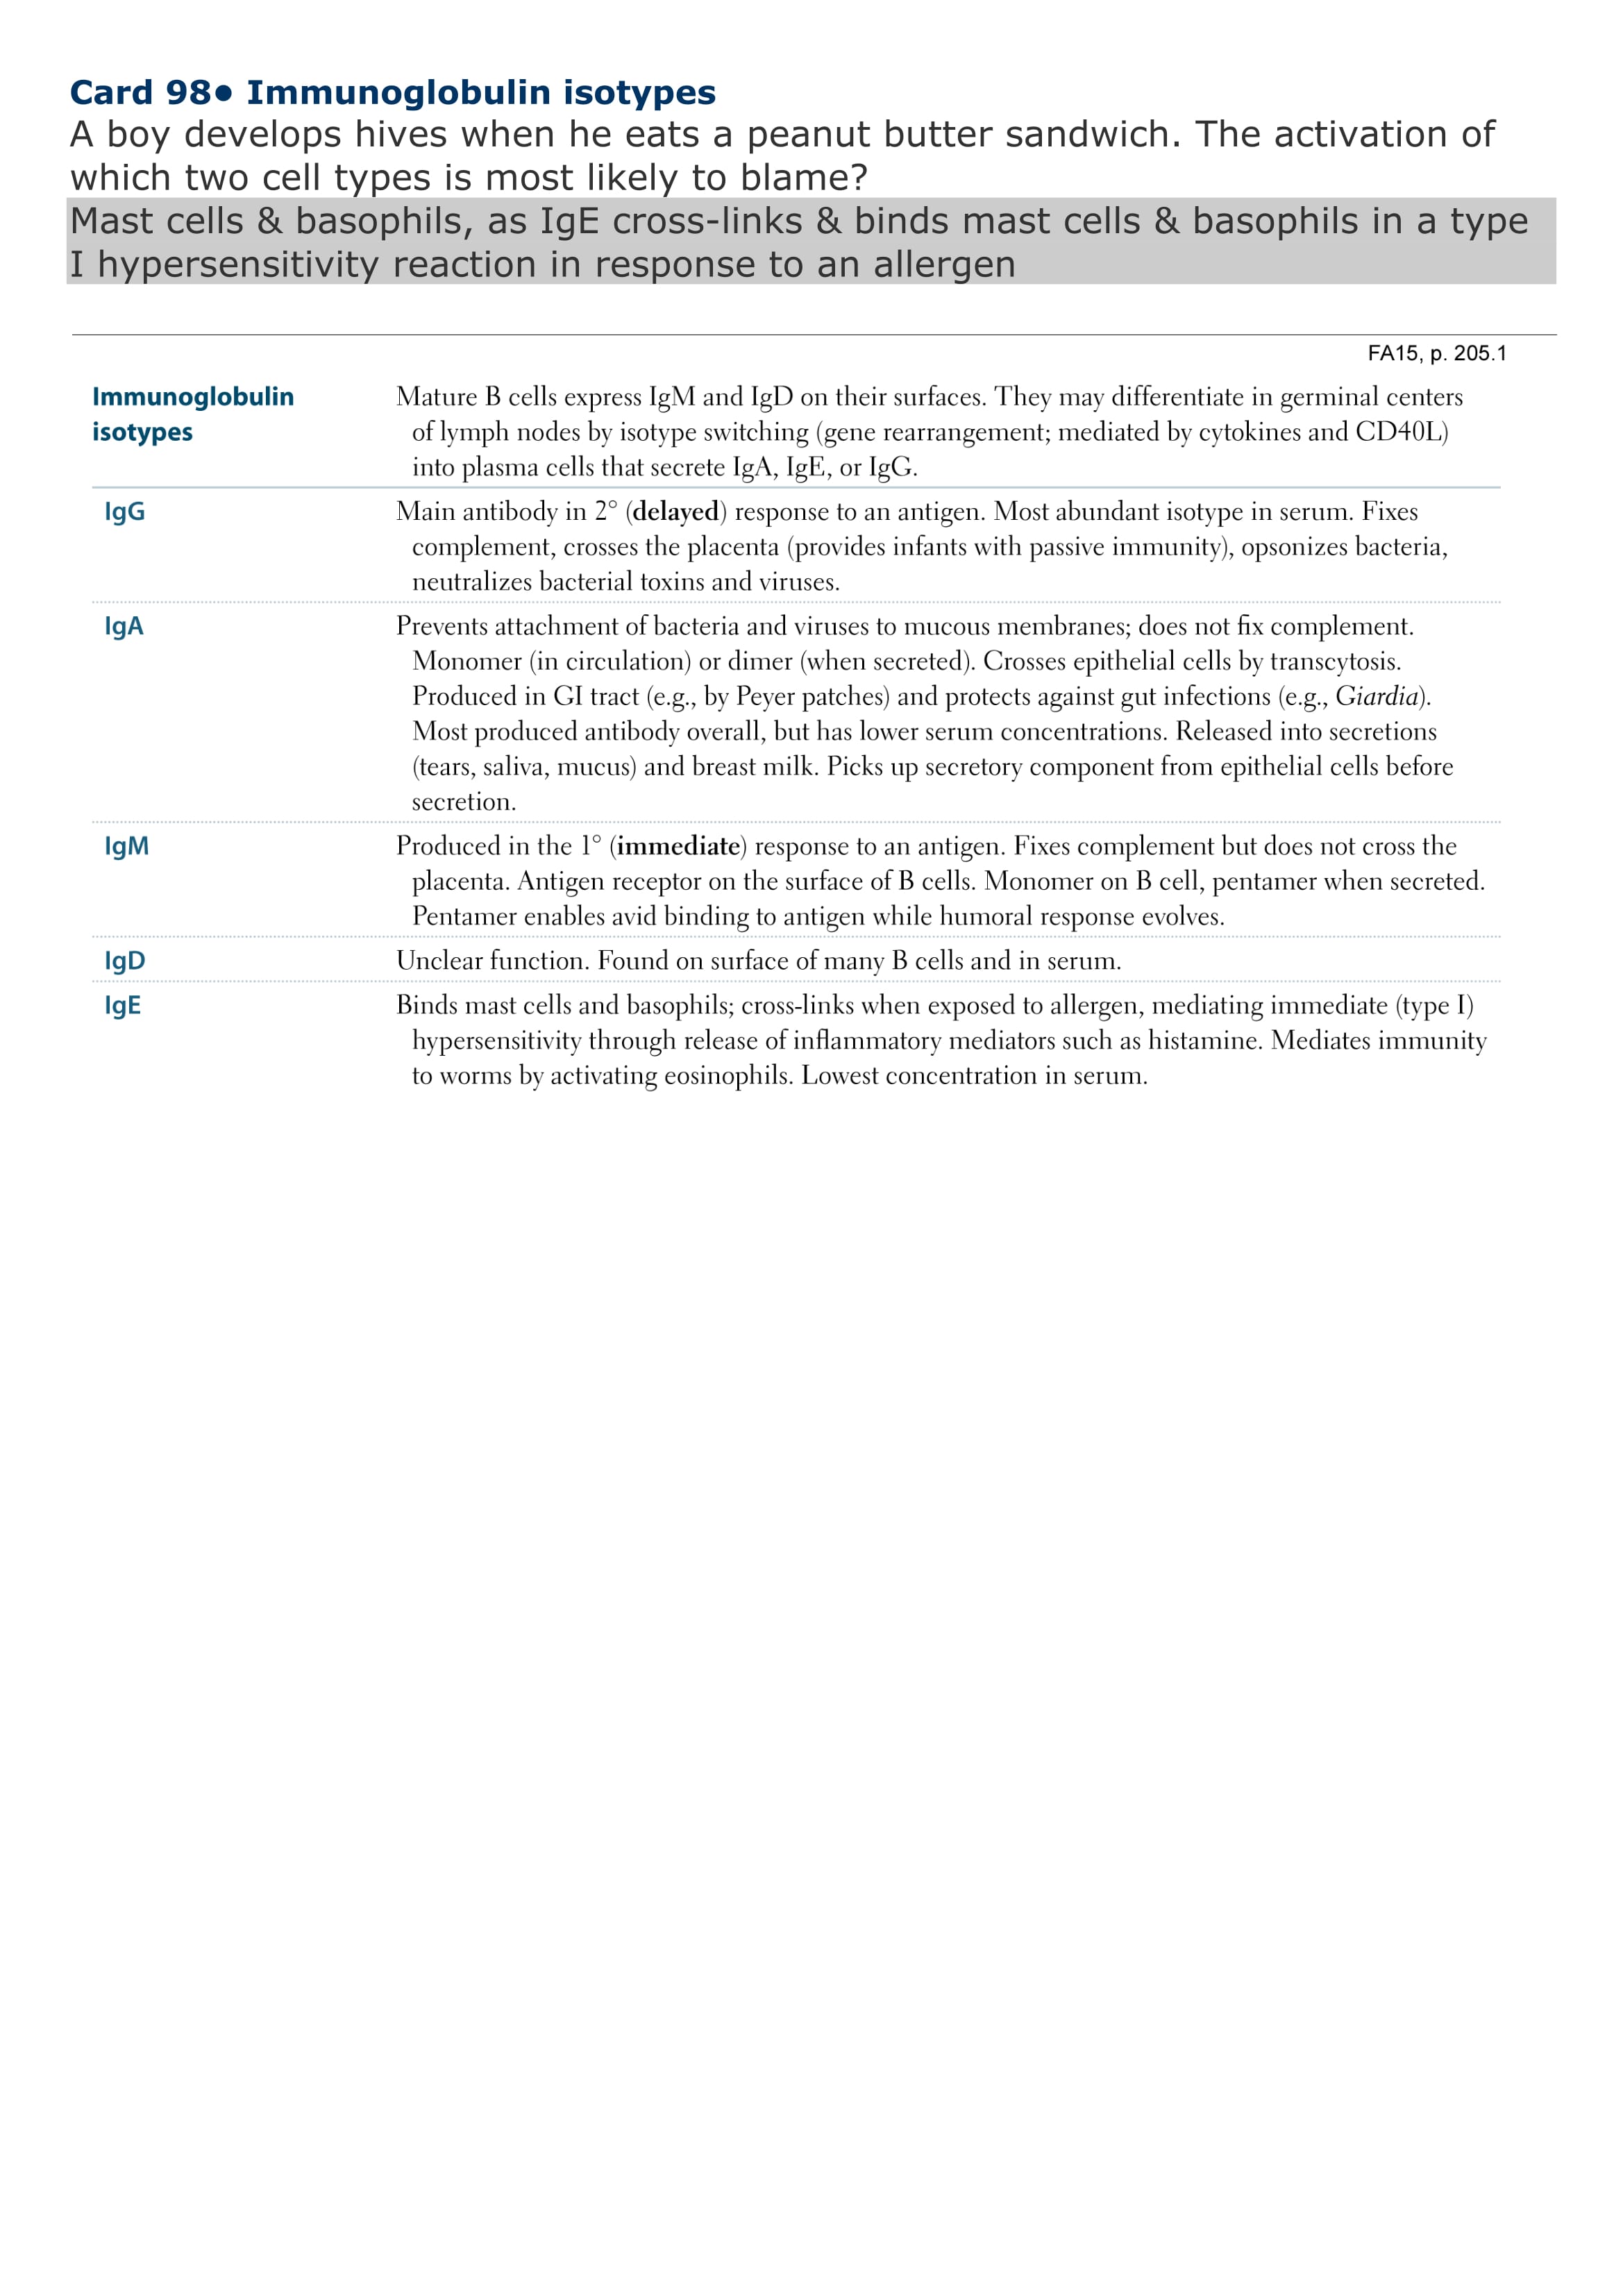 Card 98● Immunoglobulin isotypes
A boy develops hives when he eats a peanut butter sandwich. The activation of
which two cell types is most likely to blame?
Mast cells & basophils, as IgE cross-links & binds mast cells & basophils in a type
I hypersensitivity reaction in response to an allergen
FA15, p. 205.1
Immunoglobulin
isotypes
Mature B cells express IgM and IgD on their surfaces. They may differentiate in germinal centers
of lymph nodes by isotype switching (gene rearrangement; mediated by cytokines and CD40L)
into plasma cells that secrete IgA, IgE, or IgG.
IgG
Main antibody in 2° (delayed) response to an antigen. Most abundant isotype in serum. Fixes
complement, crosses the placenta (provides infants with passive immunity), opsonizes bacteria,
neutralizes bacterial toxins and viruses.
IgA
Prevents attachment of bacteria and viruses to mucous membranes; does not fix complement.
Monomer (in circulation) or dimer (when secreted). Crosses epithelial cells by transcytosis.
Produced in GI tract (e.g., by Peyer patches) and protects against gut infections (e.g., Giardia).
Most produced antibody overall, but has lower serum concentrations. Released into secretions
(tears, saliva, mucus) and breast milk. Picks up secretory component from epithelial cells before
secretion.
IgM
Produced in the 1° (immediate) response to an antigen. Fixes complement but does not cross the
placenta. Antigen receptor on the surface of B cells. Monomer on B cell, pentamer when secreted.
Pentamer enables avid binding to antigen while humoral response evolves.
IgD
Unclear function. Found on surface of many B cells and in serum.
IgE
Binds mast cells and basophils; cross-links when exposed to allergen, mediating immediate (type I)
hypersensitivity through release of inflammatory mediators such as histamine. Mediates immunity
to worms by activating eosinophils. Lowest concentration in serum.